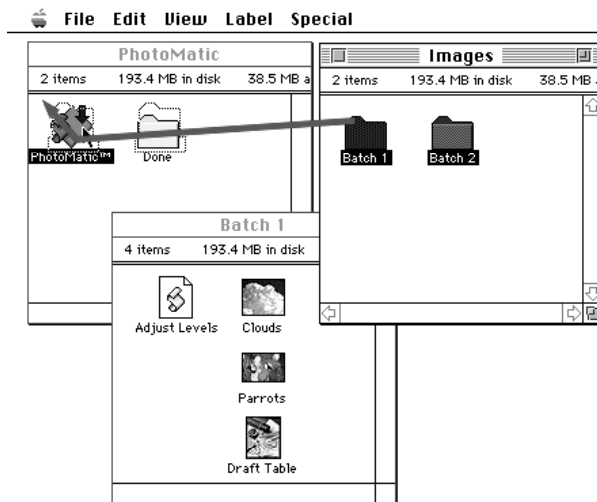 File Edit View Label Special
PhotoMatic
2 items 193.4 MB in disk 38.5 MB a
PhotoMatic™ Done
Images
2 items 193.4 MB in disk 38.5 MB
Batch 1 Batch 2
Batch 1
4 items 193.4 MB in disk
Adjust Levels Clouds
Parrots
Draft Table